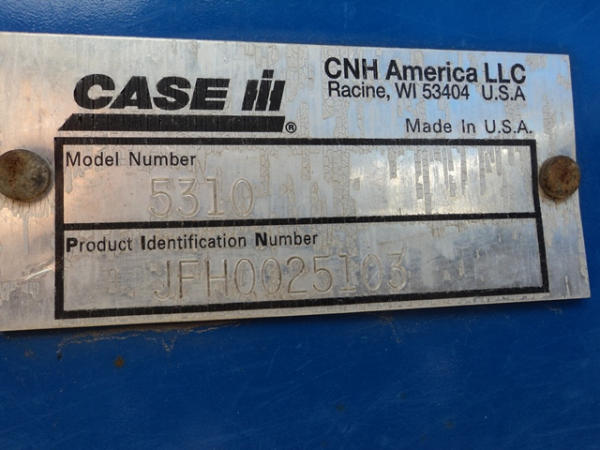 CASE IH ®
CNH America LLC
Racine, WI 53404 U.S.A
Made In U.S.A.
Model Number
5310
Product Identification Number
JFH0025103